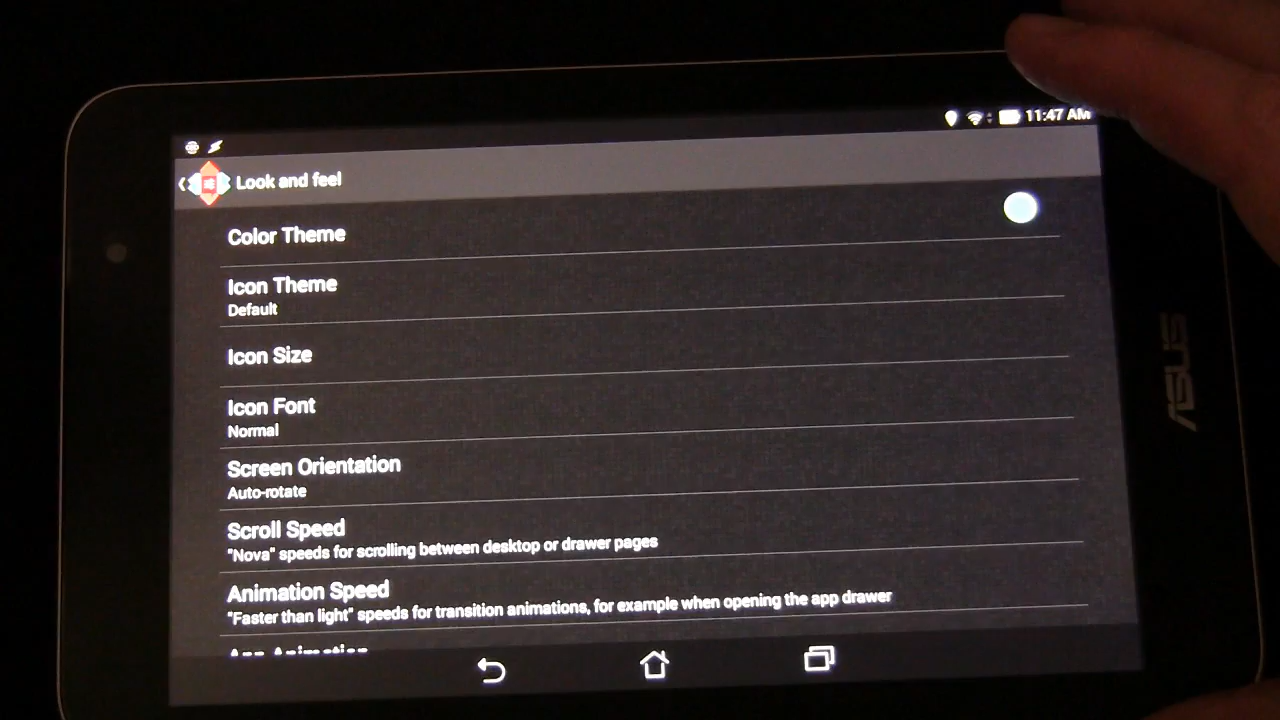 11:47 AM
Look and feel
Color Theme
Icon Theme
Default
Icon Size
Icon Font
Normal
Screen Orientation
Auto-rotate
Scroll Speed
"Nova" speeds for scrolling between desktop or drawer pages
Animation Speed
"Faster than light" speeds for transition animations, for example when opening the app drawer
App Animation
ASUS